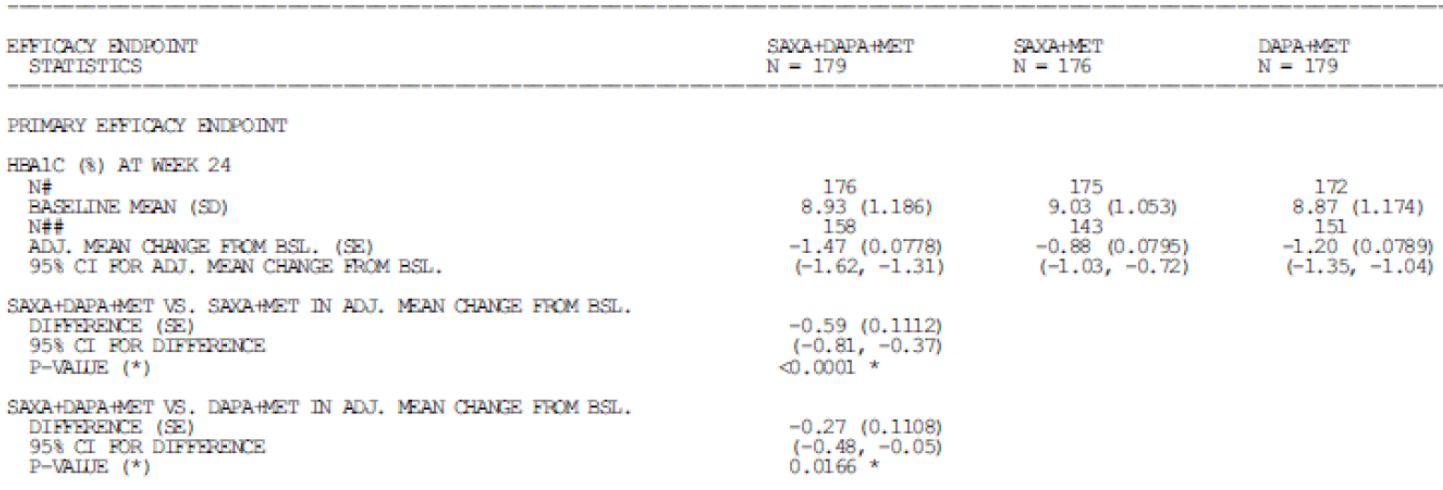 EFFICACY ENDPOINT SAXA+DAPA+MET SAXA+MET DAPA+MET
STATISTICS N = 179 N = 176 N = 179
PRIMARY EFFICACY ENDPOINT
HBA1C (%) AT WEEK 24
N# 176 175 172
BASELINE MEAN (SD) 8.93 (1.186) 9.03 (1.053) 8.87 (1.174)
N## 158 143 151
ADJ. MEAN CHANGE FROM BSL. (SE) -1.47 (0.0778) -0.88 (0.0795) -1.20 (0.0789)
95% CI FOR ADJ. MEAN CHANGE FROM BSL. (-1.62, -1.31) (-1.03, -0.72) (-1.35, -1.04)
SAXA+DAPA+MET VS. SAXA+MET IN ADJ. MEAN CHANGE FROM BSL.
DIFFERENCE (SE) -0.59 (0.1112)
95% CI FOR DIFFERENCE (-0.81, -0.37)
P-VALUE (*) <0.0001 *
SAXA+DAPA+MET VS. DAPA+MET IN ADJ. MEAN CHANGE FROM BSL.
DIFFERENCE (SE) -0.27 (0.1108)
95% CI FOR DIFFERENCE (-0.48, -0.05)
P-VALUE (*) 0.0166 *